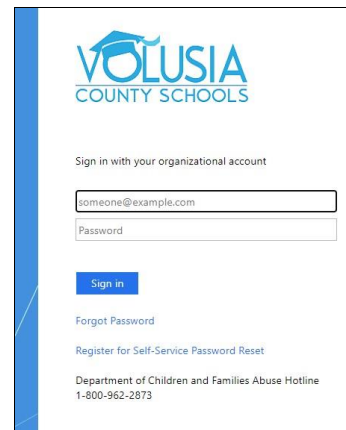 VOLUSIA
COUNTY SCHOOLS
Sign in with your organizational account
someone@example.com
Password
Sign in
Forgot Password
Register for Self-Service Password Reset
Department of Children and Families Abuse Hotline
1-800-962-2873